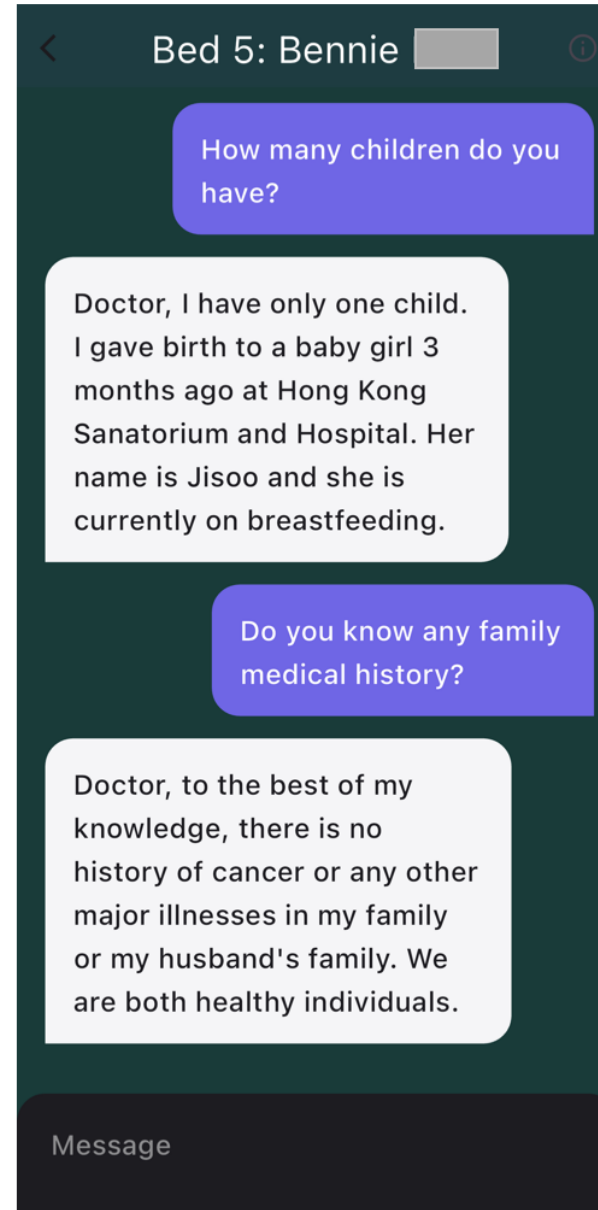 Bed 5: Bennie
How many children do you
have?
Doctor, I have only one child.
I gave birth to a baby girl 3
months ago at Hong Kong
Sanatorium and Hospital. Her
name is Jisoo and she is
currently on breastfeeding.
Do you know any family
medical history?
Doctor, to the best of my
knowledge, there is no
history of cancer or any other
major illnesses in my family
or my husband's family. We
are both healthy individuals.
Message